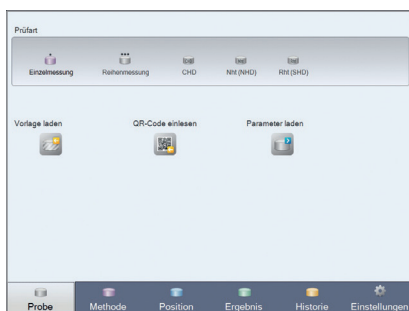 Prüfart
Einzelmessung Reihenmessung CHD Nht (NHD) Rht (SHD)
Vorlage laden QR-Code einlesen Parameter laden
Probe Methode Position Ergebnis Historie Einstellungen